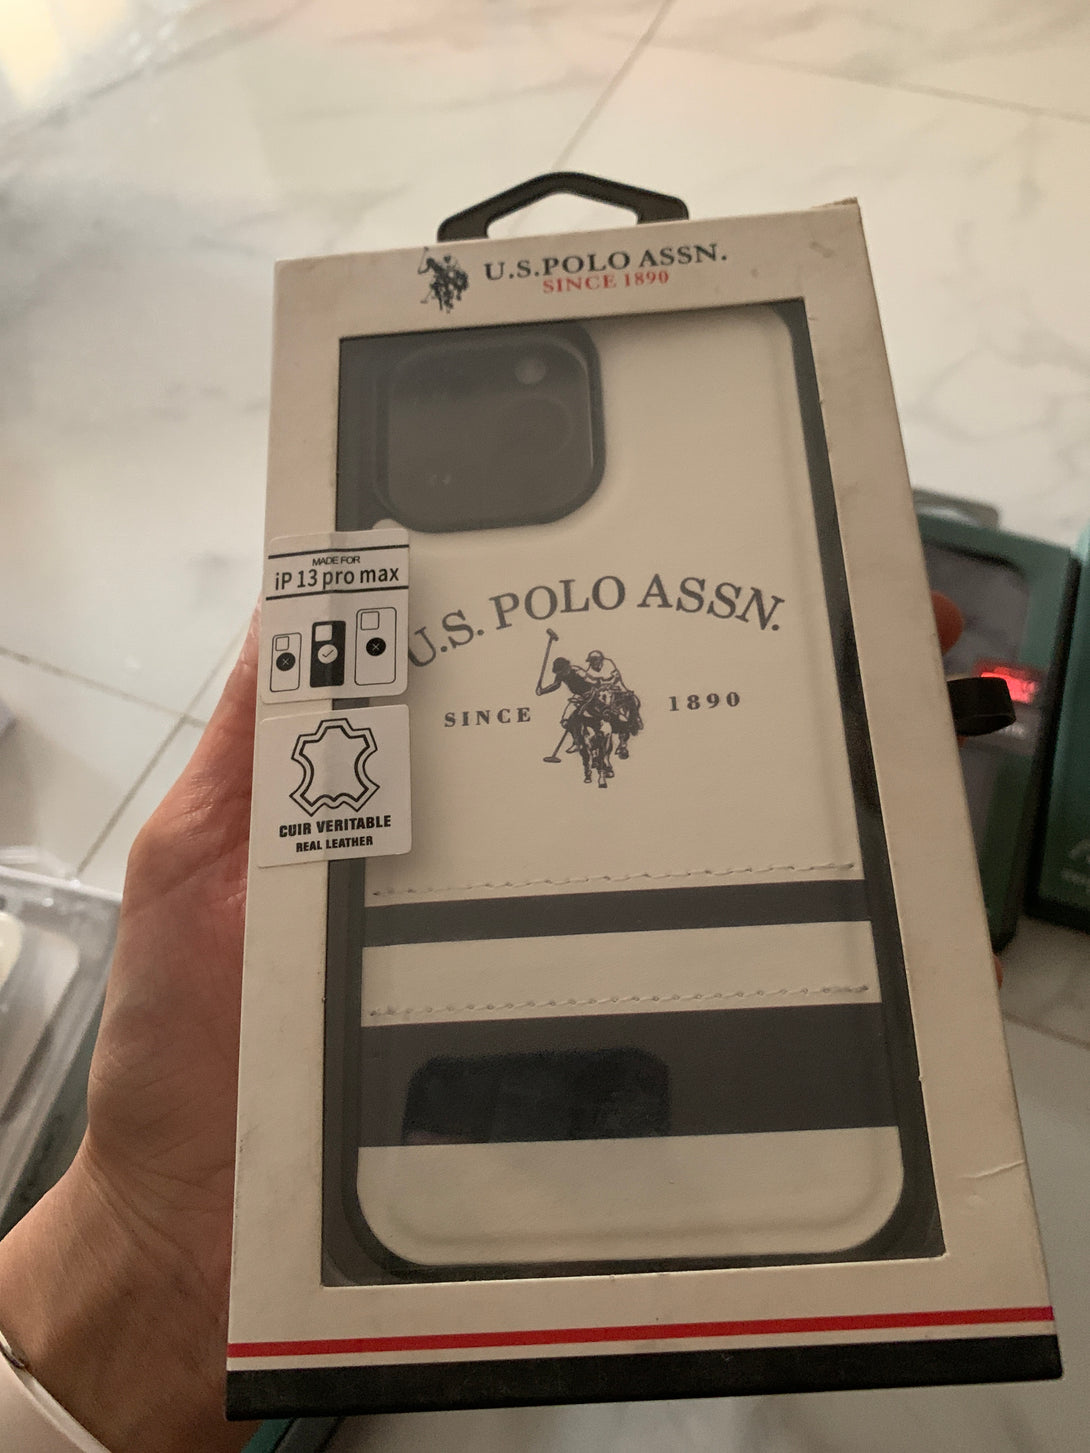 U.S.POLO ASSN.
SINCE 1890
MADE FOR
iP 13 pro max
U.S. POLO ASSN.
SINCE 1890
CUIR VERITABLE
REAL LEATHER